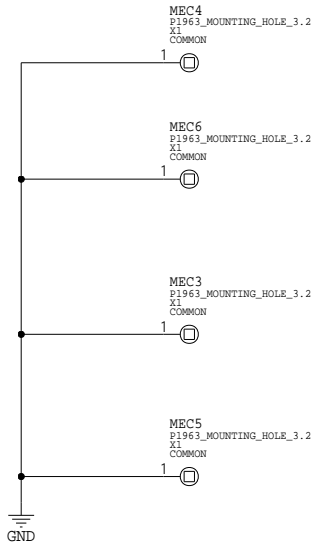 MEC4
P1963_MOUNTING_HOLE_3.2
X1
COMMON
1
MEC6
P1963_MOUNTING_HOLE_3.2
X1
COMMON
1
MEC3
P1963_MOUNTING_HOLE_3.2
X1
COMMON
1
MEC5
P1963_MOUNTING_HOLE_3.2
X1
COMMON
1
GND